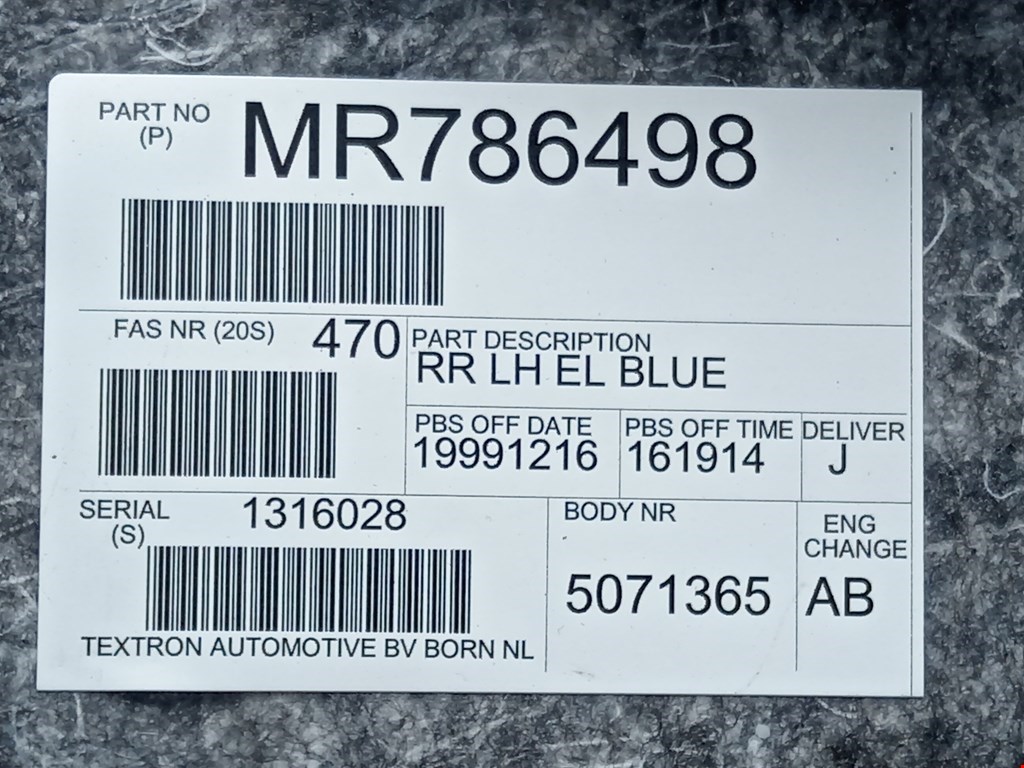 PART NO
(P)
MR786498
FAS NR (20S)
470
PART DESCRIPTION
RR LH EL BLUE
PBS OFF DATE
19991216
PBS OFF TIME
161914
DELIVER
J
SERIAL
(S)
1316028
BODY NR
5071365
ENG
CHANGE
AB
TEXTRON AUTOMOTIVE BV BORN NL